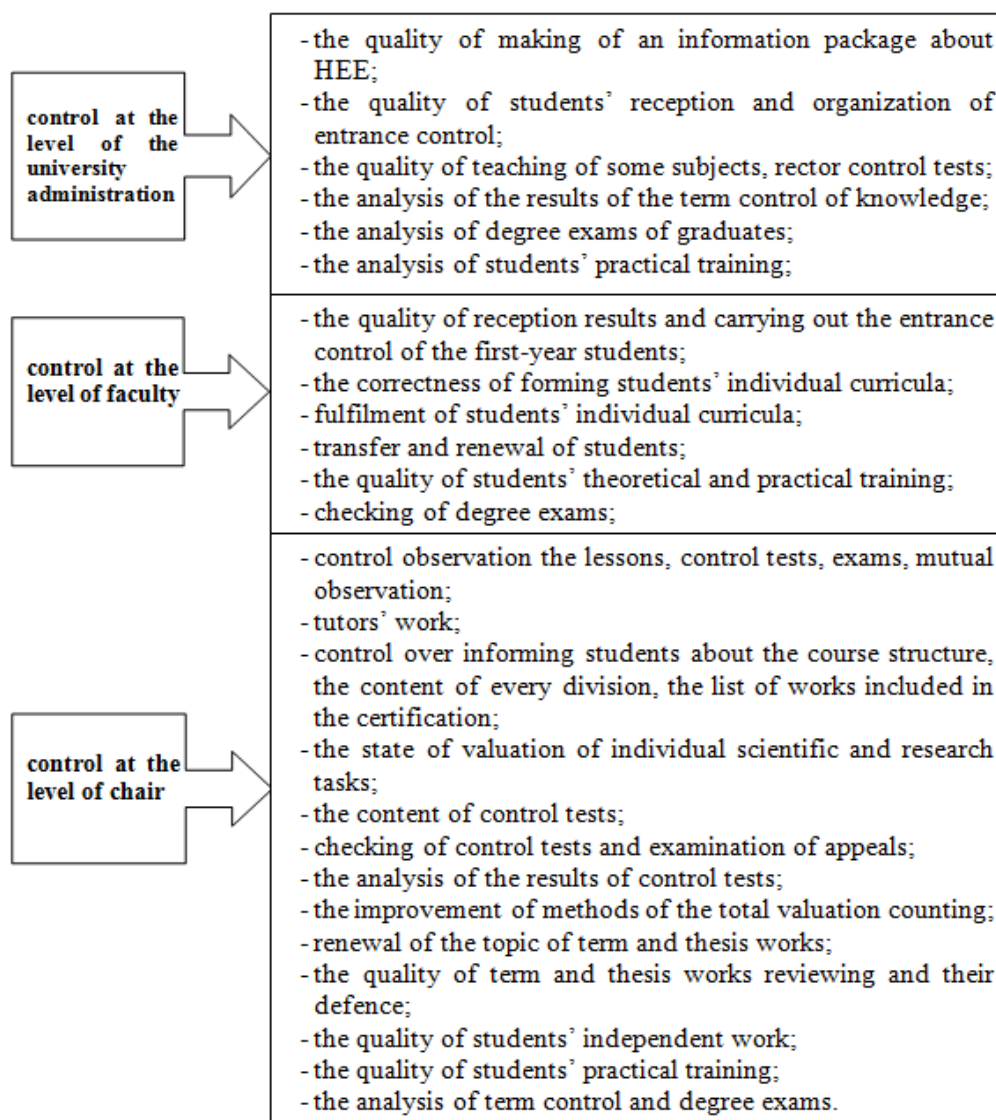 control at the
level of the
university
administration
- the quality of making of an information package about
HEE;
- the quality of students’ reception and organization of
entrance control;
- the quality of teaching of some subjects, rector control tests;
- the analysis of the results of the term control of knowledge;
- the analysis of degree exams of graduates;
- the analysis of students’ practical training;
control at the
level of faculty
- the quality of reception results and carrying out the entrance
control of the first-year students;
- the correctness of forming students’ individual curricula;
- fulfilment of students’ individual curricula;
- transfer and renewal of students;
- the quality of students’ theoretical and practical training;
- checking of degree exams;
control at the
level of chair
- control observation the lessons, control tests, exams, mutual
observation;
- tutors’ work;
- control over informing students about the course structure,
the content of every division, the list of works included in
the certification;
- the state of valuation of individual scientific and research
tasks;
- the content of control tests;
- checking of control tests and examination of appeals;
- the analysis of the results of control tests;
- the improvement of methods of the total valuation counting;
- renewal of the topic of term and thesis works;
- the quality of term and thesis works reviewing and their
defence;
- the quality of students’ independent work;
- the quality of students’ practical training;
- the analysis of term control and degree exams.